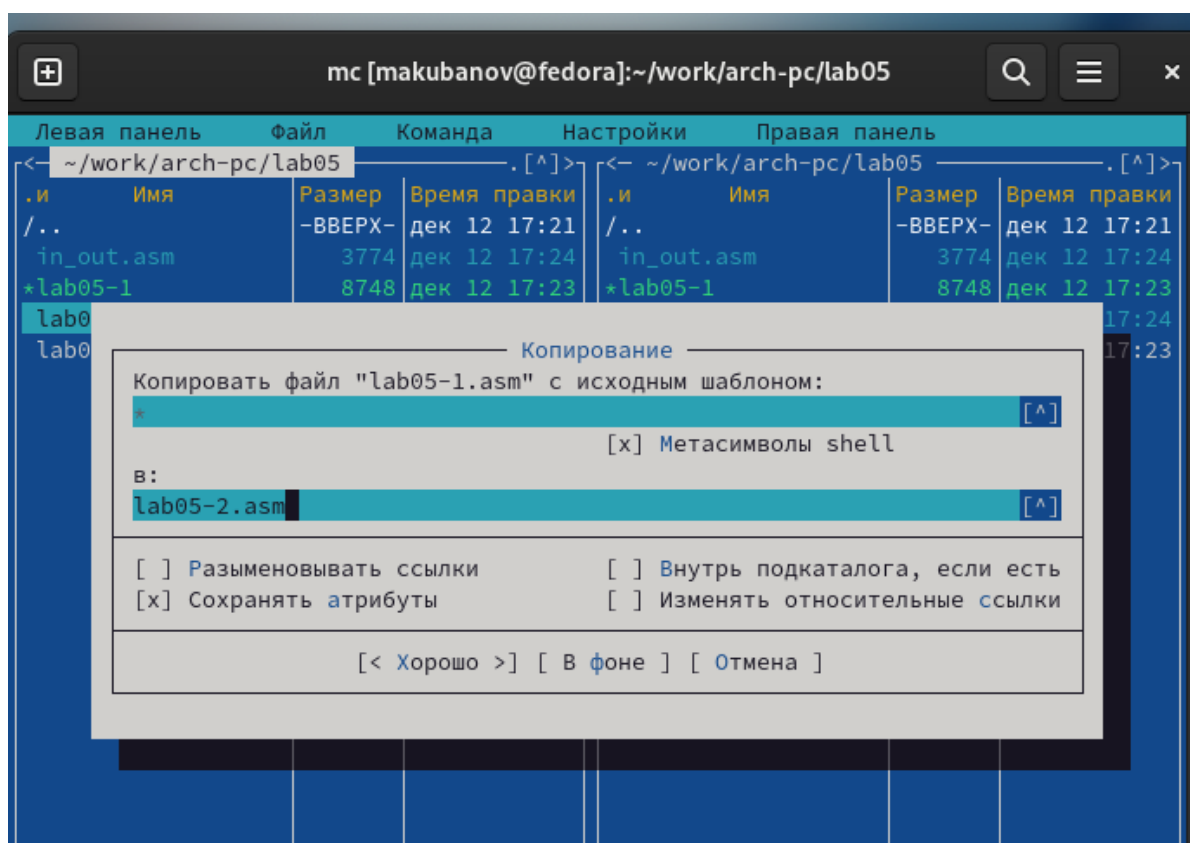 mc [makubanov@fedora]:~/work/arch-pc/lab05
Левая панель Файл Команда Настройки Правая панель
<— ~/work/arch-pc/lab05 .[^]> <— ~/work/arch-pc/lab05 .[^]>
.и Имя Размер Время правки .и Имя Размер Время правки
/.. -ВВЕРХ- дек 12 17:21 /.. -ВВЕРХ- дек 12 17:21
in_out.asm 3774 дек 12 17:24 in_out.asm 3774 дек 12 17:24
*lab05-1 8748 дек 12 17:23 *lab05-1 8748 дек 12 17:23
lab0 17:24
lab0 17:23
Копирование
Копировать файл "lab05-1.asm" с исходным шаблоном:
* [^]
[x] Метасимволы shell
в:
lab05-2.asm [^]
[ ] Разыменовывать ссылки [ ] Внутрь подкаталога, если есть
[x] Сохранять атрибуты [ ] Изменять относительные ссылки
[< Хорошо >] [ В фоне ] [ Отмена ]